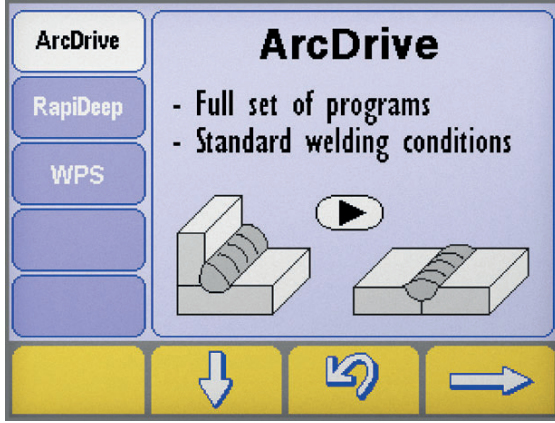 ArcDrive
RapiDeep
WPS
ArcDrive
- Full set of programs
- Standard welding conditions